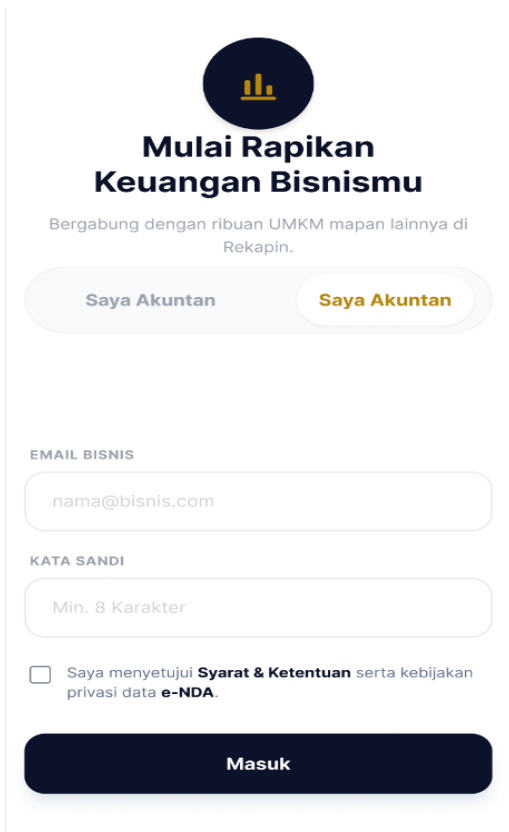 Mulai Rapikan
Keuangan Bisnismu
Bergabung dengan ribuan UMKM mapan lainnya di
Rekapin.
Saya Akuntan
Saya Akuntan
EMAIL BISNIS
nama@bisnis.com
KATA SANDI
Min. 8 Karakter
Saya menyetujui Syarat & Ketentuan serta kebijakan
privasi data e-NDA.
Masuk